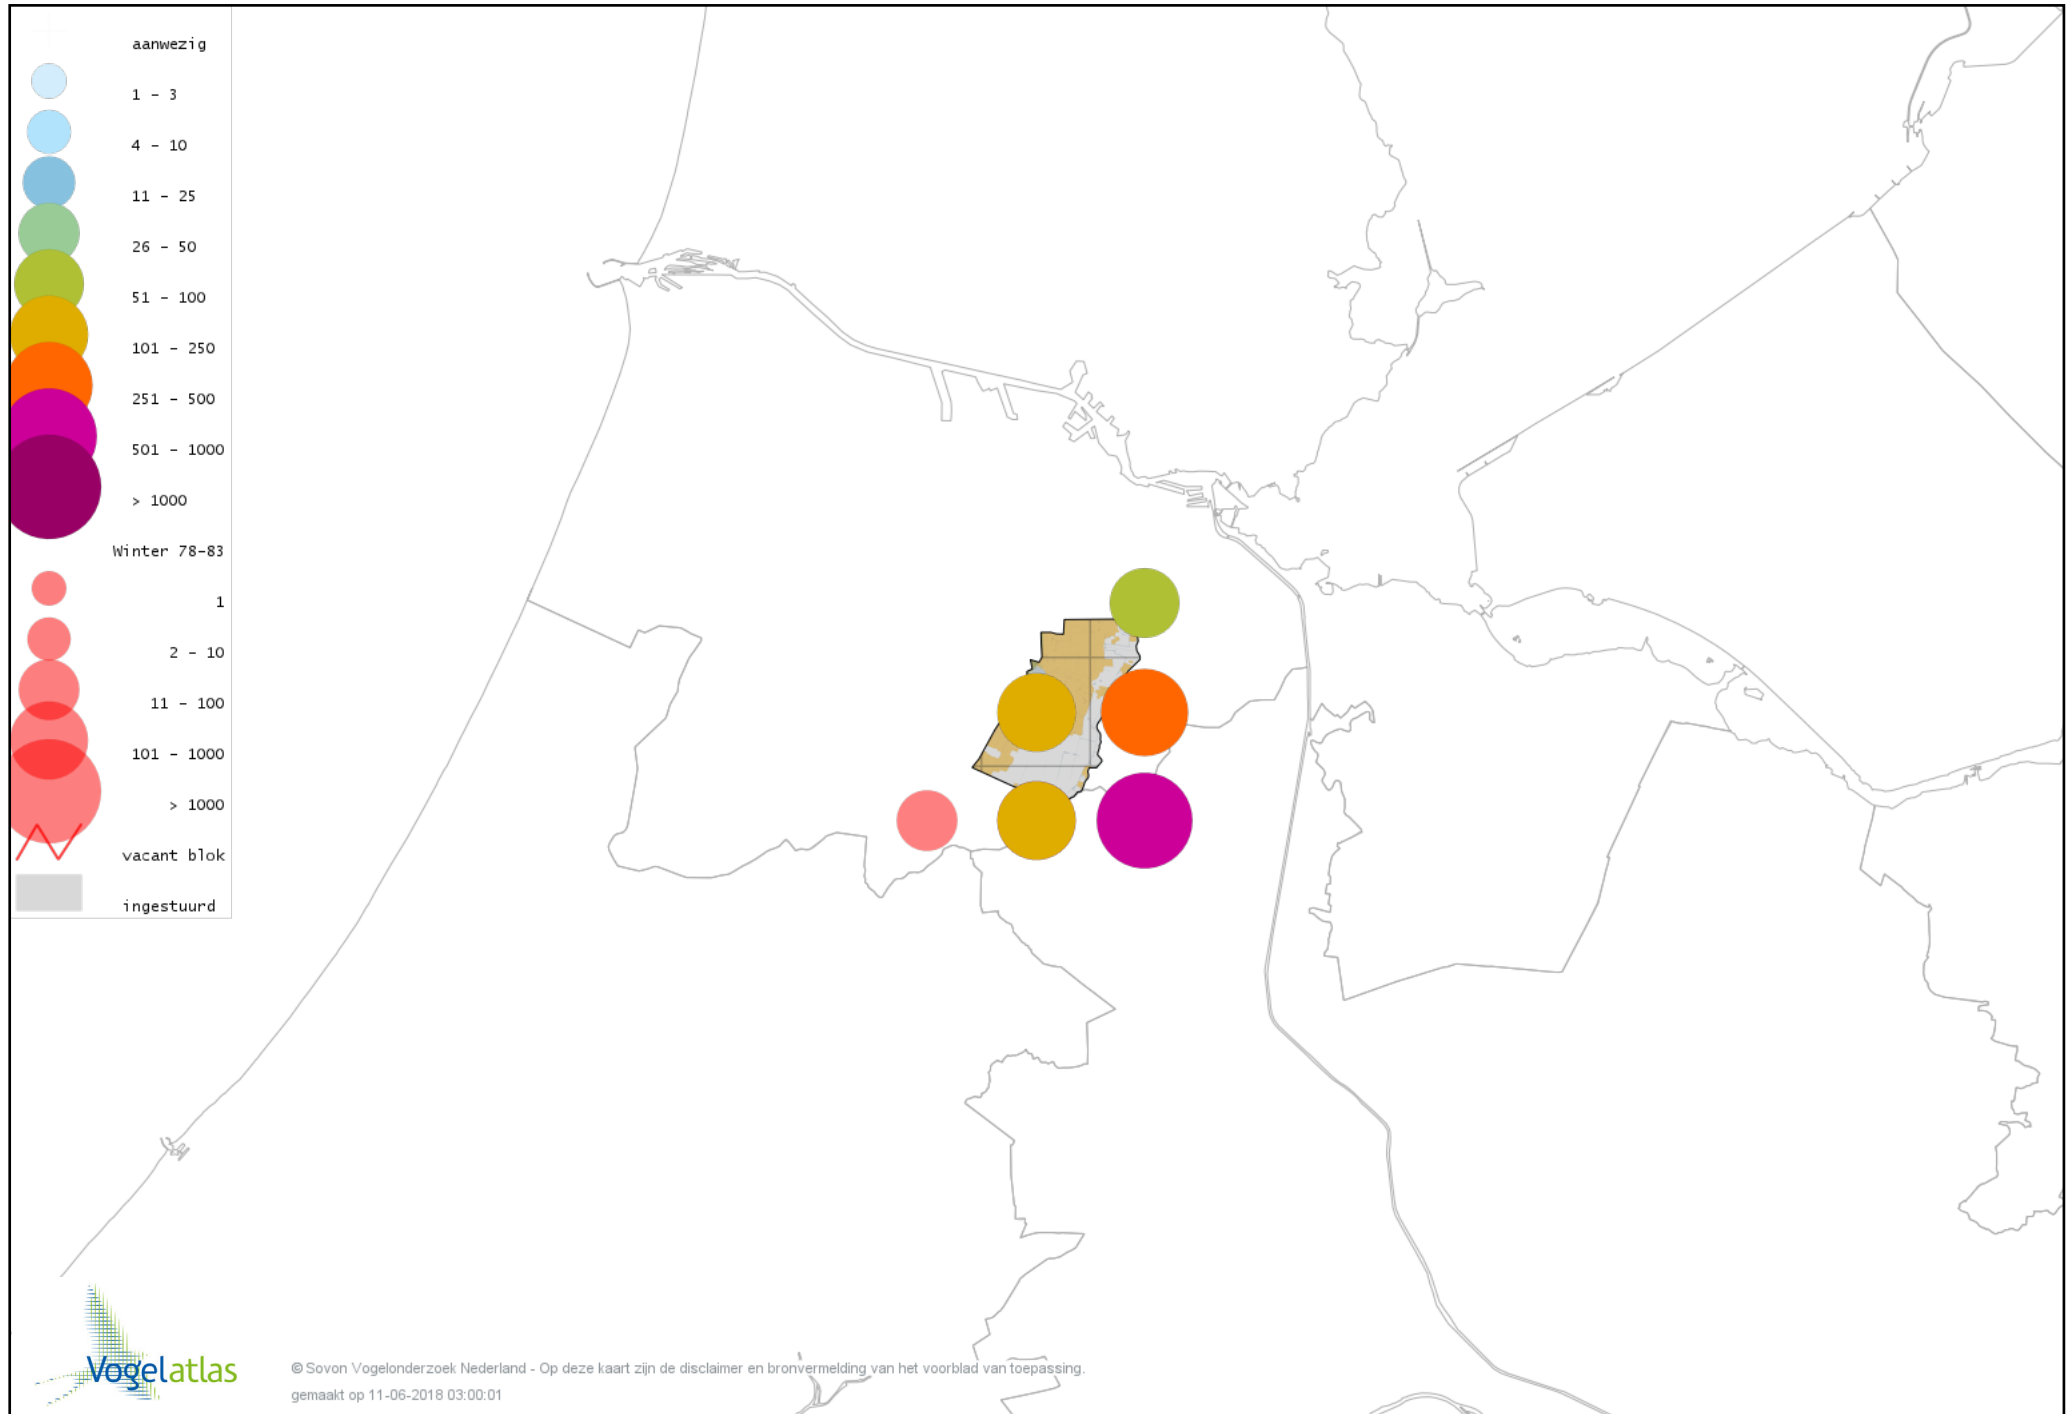 aanwezig
1 - 3
4 - 10
11 - 25
26 - 50
51 - 100
101 - 250
251 - 500
501 - 1000
> 1000
Winter 78-83
1
2 - 10
11 - 100
101 - 1000
> 1000
vacant blok
ingestuurd
Vogelatlas
© Sovon Vogelonderzoek Nederland - Op deze kaart zijn de disclaimer en bronvermelding van het voorblad van toepassing.
gemaakt op 11-06-2018 03:00:01